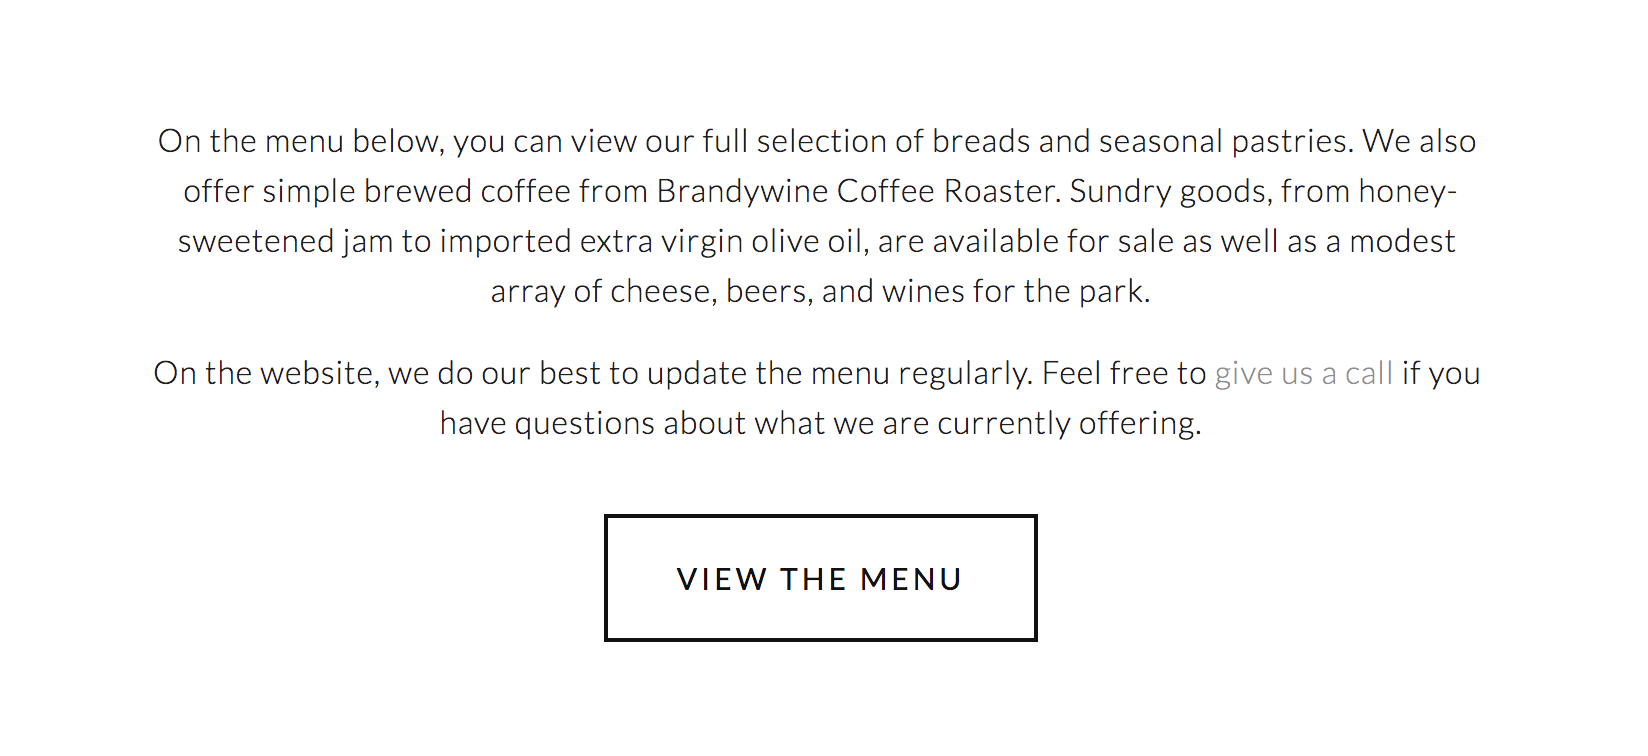 On the menu below, you can view our full selection of breads and seasonal pastries. We also
offer simple brewed coffee from Brandywine Coffee Roaster. Sundry goods, from honey-
sweetened jam to imported extra virgin olive oil, are available for sale as well as a modest
array of cheese, beers, and wines for the park.
On the website, we do our best to update the menu regularly. Feel free to give us a call if you
have questions about what we are currently offering.
VIEW THE MENU